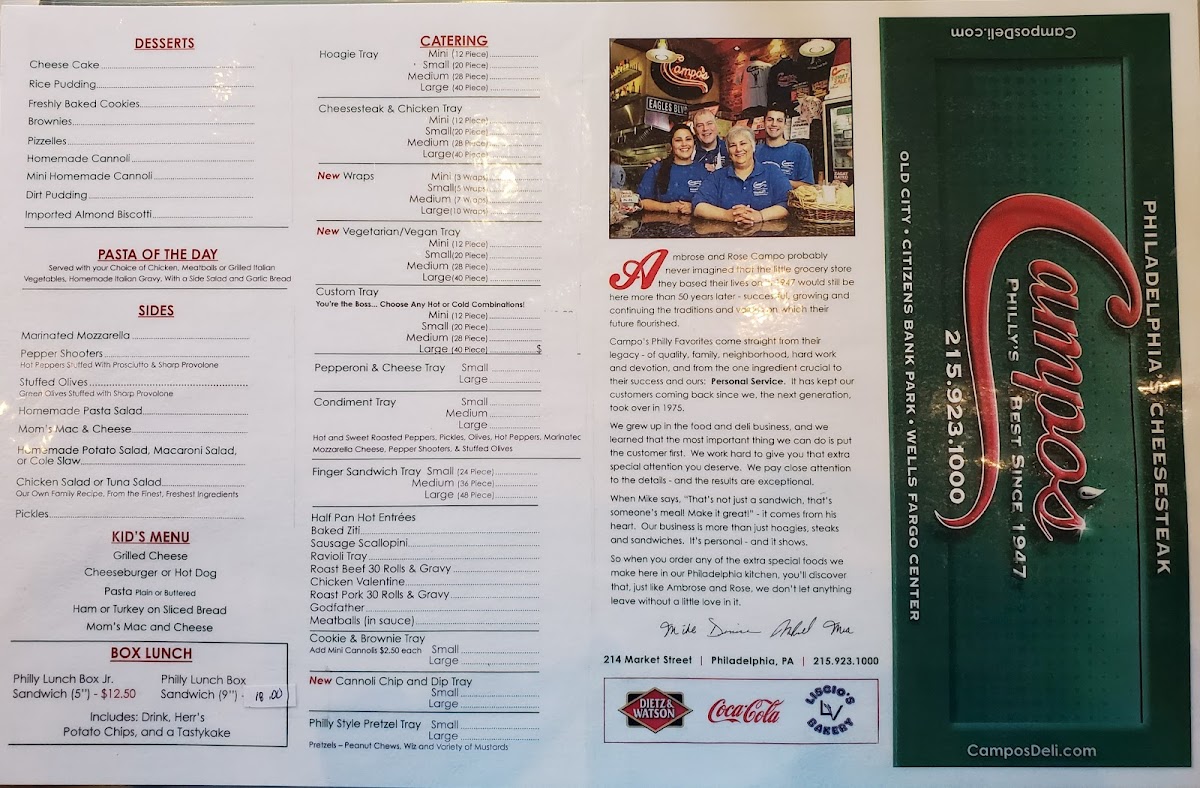 DESSERTS
Cheese Cake
Rice Pudding
Freshly Baked Cookies
Brownies
Pizzelles
Homemade Cannoli
Mini Homemade Cannoli
Dirt Pudding
Imported Almond Biscotti
PASTA OF THE DAY
Served with your Choice of Chicken, Meatballs or Grilled Italian
Vegetables, Homemade Italian Gravy, With a Side Salad and Garlic Bread
SIDES
Marinated Mozzarella
Pepper Shooters
Hot Peppers Stuffed With Prosciutto & Sharp Provolone
Stuffed Olives
Green Olives Stuffed with Sharp Provolone
Homemade Pasta Salad
Mom's Mac & Cheese
Homemade Potato Salad, Macaroni Salad,
or Cole Slaw
Chicken Salad or Tuna Salad
Our Own Family Recipe, From the Finest, Freshest Ingredients
Pickles
KID'S MENU
Grilled Cheese
Cheeseburger or Hot Dog
Pasta Plain or Buttered
Ham or Turkey on Sliced Bread
Mom's Mac and Cheese
BOX LUNCH
Philly Lunch Box Jr.
Sandwich (5") - $12.50
Philly Lunch Box
Sandwich (9") - 18.00
Includes: Drink, Herr's
Potato Chips, and a Tastykake
CATERING
Hoagie Tray Mini (12 Piece)
Small (20 Piece)
Medium (28 Piece)
Large (40 Piece)
Cheesesteak & Chicken Tray
Mini (12 Piece)
Small(20 Piece)
Medium (28 Piece)
Large(40 Piece)
New Wraps Mini (3 Wraps)
Small(5 Wraps)
Medium (7 Wraps)
Large(10 Wraps)
New Vegetarian/Vegan Tray
Mini (12 Piece)
Small(20 Piece)
Medium (28 Piece)
Large(40 Piece)
Custom Tray
You're the Boss... Choose Any Hot or Cold Combinations!
Mini (12 Piece)
Small (20 Piece)
Medium (28 Piece)
Large (40 Piece) $
Pepperoni & Cheese Tray Small
Large
Condiment Tray Small
Medium
Large
Hot and Sweet Roasted Peppers, Pickles, Olives, Hot Peppers, Marinated
Mozzarella Cheese, Pepper Shooters, & Stuffed Olives
Finger Sandwich Tray Small (24 Piece)
Medium (36 Piece)
Large (48 Piece)
Half Pan Hot Entrées
Baked Ziti
Sausage Scallopini
Ravioli Tray
Roast Beef 30 Rolls & Gravy
Chicken Valentine
Roast Pork 30 Rolls & Gravy
Godfather
Meatballs (in sauce)
Cookie & Brownie Tray
Add Mini Cannolis $2.50 each Small
Large
New Cannoli Chip and Dip Tray
Small
Large
Philly Style Pretzel Tray Small
Large
Pretzels – Peanut Chews, Wiz and Variety of Mustards
Campo's
EAGLES BLVD
Ambrose and Rose Campo probably
never imagined that the little grocery store
they based their lives on in 1947 would still be
here more than 50 years later - successful, growing and
continuing the traditions and values on which their
future flourished.
Campo's Philly Favorites come straight from their
legacy - of quality, family, neighborhood, hard work
and devotion, and from the one ingredient crucial to
their success and ours: Personal Service. It has kept our
customers coming back since we, the next generation,
took over in 1975.
We grew up in the food and deli business, and we
learned that the most important thing we can do is put
the customer first. We work hard to give you that extra
special attention you deserve. We pay close attention
to the details - and the results are exceptional.
When Mike says, "That's not just a sandwich, that's
someone's meal! Make it great!" - it comes from his
heart. Our business is more than just hoagies, steaks
and sandwiches. It's personal - and it shows.
So when you order any of the extra special foods we
make here in our Philadelphia kitchen, you'll discover
that, just like Ambrose and Rose, we don't let anything
leave without a little love in it.
Mike Denise
214 Market Street | Philadelphia, PA | 215.923.1000
DIETZ & WATSON
Coca-Cola
LISCIO'S
LV
BAKERY
CamposDeli.com
PHILADELPHIA'S CHEESESTEAK
Campo's
PHILLY'S BEST SINCE 1947
215.923.1000
OLD CITY • CITIZENS BANK PARK • WELLS FARGO CENTER
CamposDeli.com